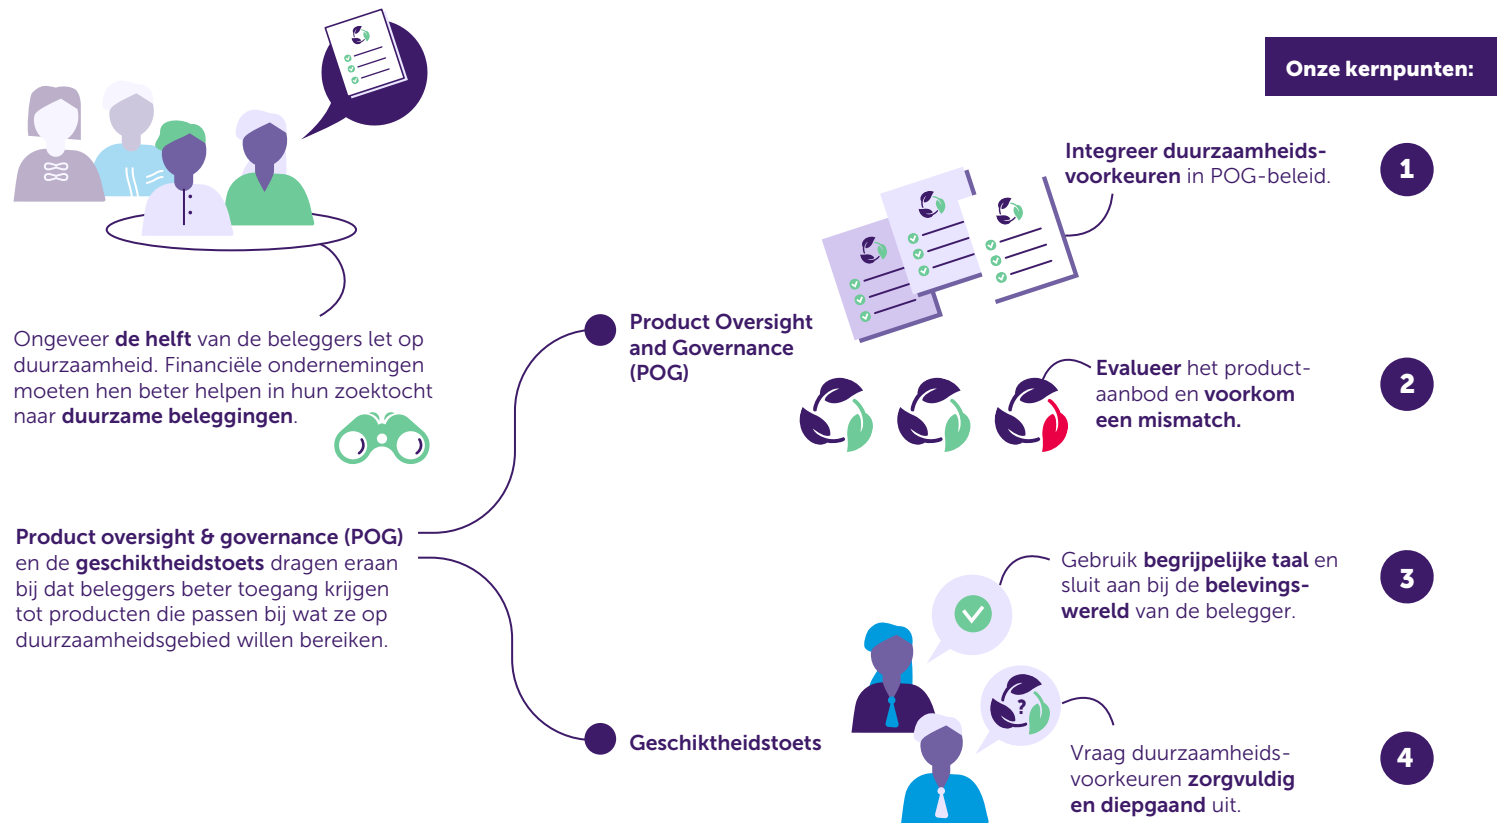 Ongeveer de helft van de beleggers let op
duurzaamheid. Financiële ondernemingen
moeten hen beter helpen in hun zoektocht
naar duurzame beleggingen.
Product oversight & governance (POG)
en de geschiktheidstoets dragen eraan
bij dat beleggers beter toegang krijgen
tot producten die passen bij wat ze op
duurzaamheidsgebied willen bereiken.
Product Oversight
and Governance
(POG)
Geschiktheidstoets
Onze kernpunten:
Integreer duurzaamheids-
voorkeuren in POG-beleid.
1
Evalueer het product-
aanbod en voorkom
een mismatch.
2
Gebruik begrijpelijke taal en
sluit aan bij de belevings-
wereld van de belegger.
3
?
Vraag duurzaamheids-
voorkeuren zorgvuldig
en diepgaand uit.
4